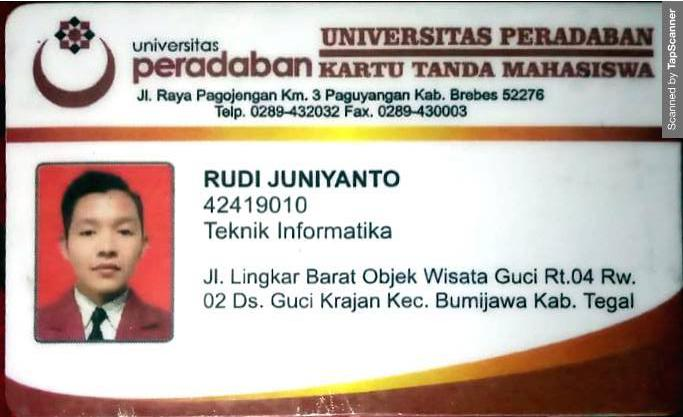 universitas
peradaban
UNIVERSITAS PERADABAN
KARTU TANDA MAHASISWA
Jl. Raya Pagojengan Km. 3 Paguyangan Kab. Brebes 52276
Telp. 0289-432032 Fax. 0289-430003
RUDI JUNIYANTO
42419010
Teknik Informatika
Jl. Lingkar Barat Objek Wisata Guci Rt.04 Rw.
02 Ds. Guci Krajan Kec. Bumijawa Kab. Tegal
Scanned by TapScanner